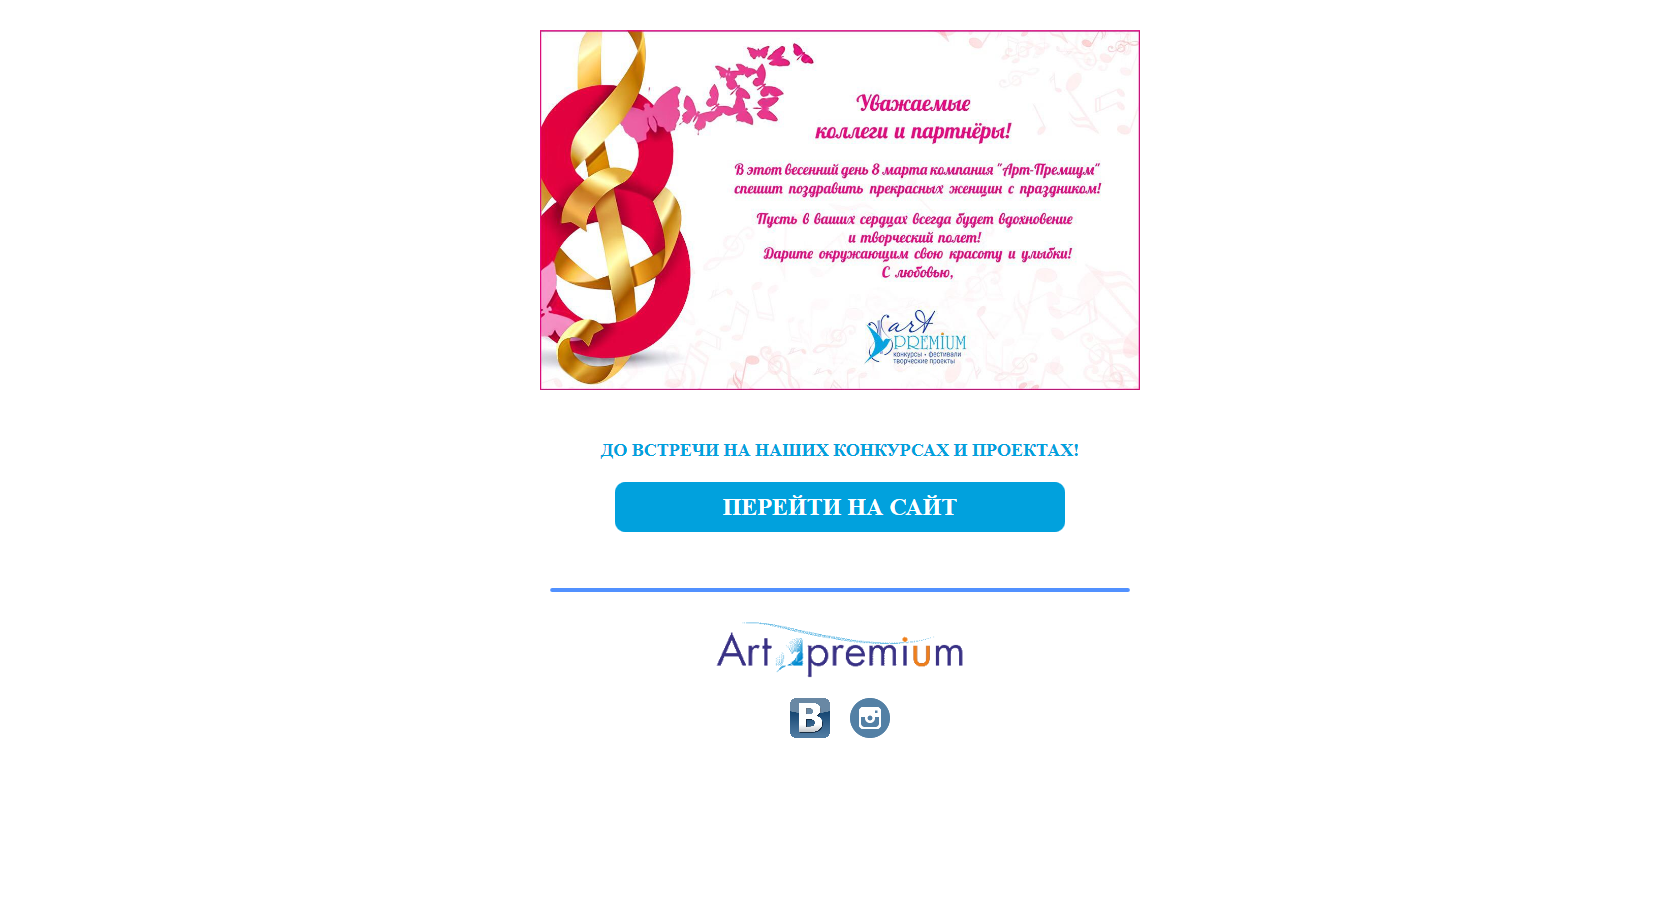 Уважаемые
коллеги и партнёры!
В этот весенний день 8 марта компания "Арт-Премиум"
спешит поздравить прекрасных женщин с праздником!
Пусть в ваших сердцах всегда будет вдохновение
и творческий полет!
Дарите окружающим свою красоту и улыбки!
С любовью,
art
PREMIUM
конкурсы • фестивали
творческие проекты
ДО ВСТРЕЧИ НА НАШИХ КОНКУРСАХ И ПРОЕКТАХ!
ПЕРЕЙТИ НА САЙТ
Art premium
В